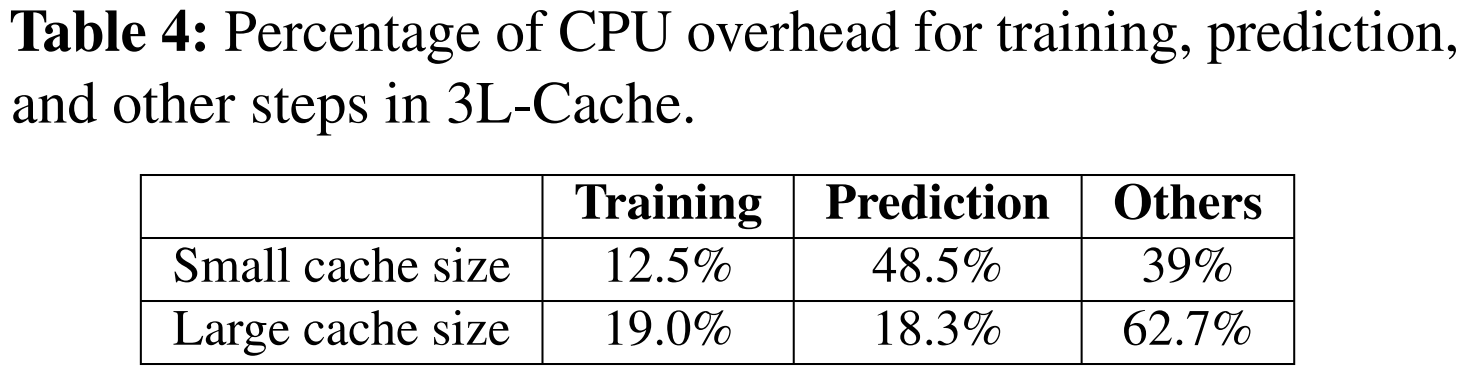 Table 4: Percentage of CPU overhead for training, prediction,
and other steps in 3L-Cache.
Training Prediction Others
Small cache size 12.5% 48.5% 39%
Large cache size 19.0% 18.3% 62.7%